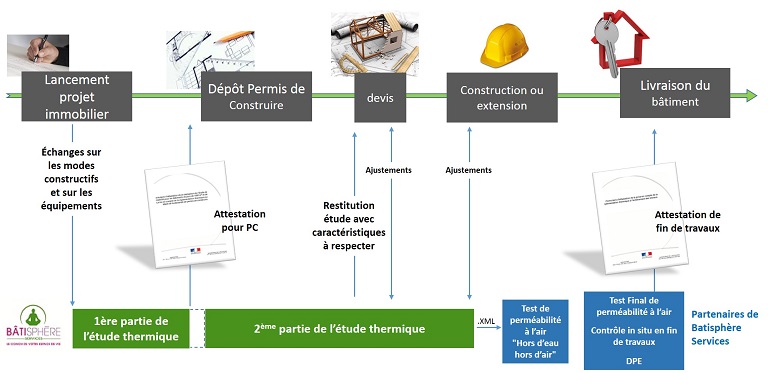 Lancement
projet
immobilier
Dépôt Permis de
Construire
devis
Construction ou
extension
Livraison du
bâtiment
Échanges sur
les modes
constructifs
et sur les
équipements
Attestation
pour PC
Restitution
étude avec
caractéristiques
à respecter
Ajustements
Ajustements
Attestation de
fin de travaux
BÂTISPHÈRE
SERVICES
1ère partie de
l'étude thermique
2ème partie de l'étude thermique
.XML
Test de
perméabilité
à l'air
"Hors d'eau
hors d'air"
Test Final de
perméabilité à l'air
Contrôle in situ en fin
de travaux
DPE
Partenaires de
Batisphère
Services